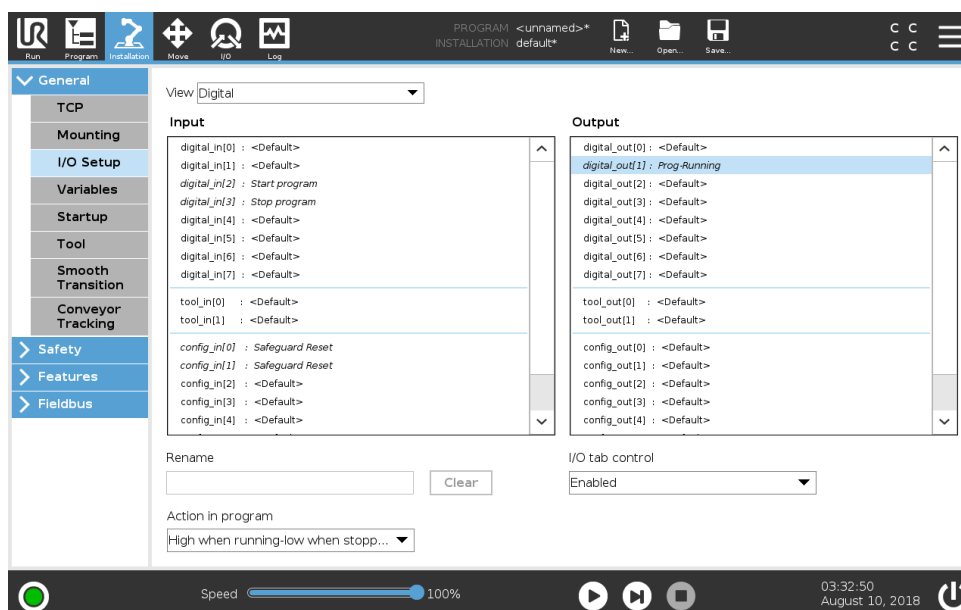 UR
PROGRAM <unnamed>*
INSTALLATION default*
C C
C C
Run Program Installation Move I/O Log New... Open... Save...
General
TCP
Mounting
I/O Setup
Variables
Startup
Tool
Smooth
Transition
Conveyor
Tracking
Safety
Features
Fieldbus
View Digital
Input
digital_in[0] : <Default>
digital_in[1] : <Default>
digital_in[2] : Start program
digital_in[3] : Stop program
digital_in[4] : <Default>
digital_in[5] : <Default>
digital_in[6] : <Default>
digital_in[7] : <Default>
tool_in[0] : <Default>
tool_in[1] : <Default>
config_in[0] : Safeguard Reset
config_in[1] : Safeguard Reset
config_in[2] : <Default>
config_in[3] : <Default>
config_in[4] : <Default>
Output
digital_out[0] : <Default>
digital_out[1] : Prog-Running
digital_out[2] : <Default>
digital_out[3] : <Default>
digital_out[4] : <Default>
digital_out[5] : <Default>
digital_out[6] : <Default>
digital_out[7] : <Default>
tool_out[0] : <Default>
tool_out[1] : <Default>
config_out[0] : <Default>
config_out[1] : <Default>
config_out[2] : <Default>
config_out[3] : <Default>
config_out[4] : <Default>
Rename
Clear
Action in program
High when running-low when stopp...
I/O tab control
Enabled
Speed 100%
03:32:50
August 10, 2018